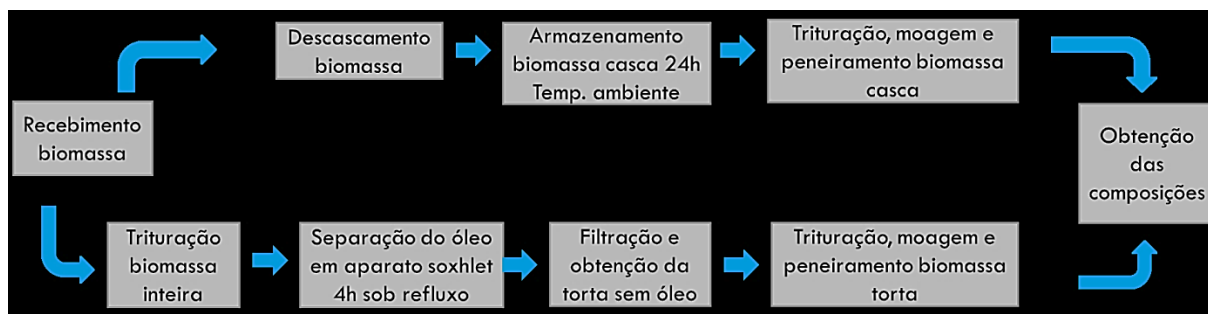 Recebimento
biomassa
Descascamento
biomassa
Armazenamento
biomassa casca 24h
Temp. ambiente
Trituração, moagem e
peneiramento biomassa
casca
Trituração
biomassa
inteira
Separação do óleo
em aparato soxhlet
4h sob refluxo
Filtração e
obtenção da
torta sem óleo
Trituração, moagem e
peneiramento biomassa
torta
Obtenção
das
composições